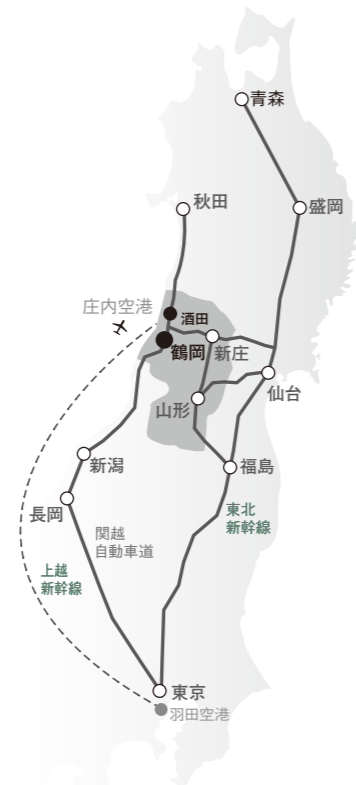 青森
秋田
盛岡
庄内空港
酒田
鶴岡
新庄
仙台
山形
新潟
福島
長岡
東北
新幹線
関越
自動車道
上越
新幹線
東京
羽田空港